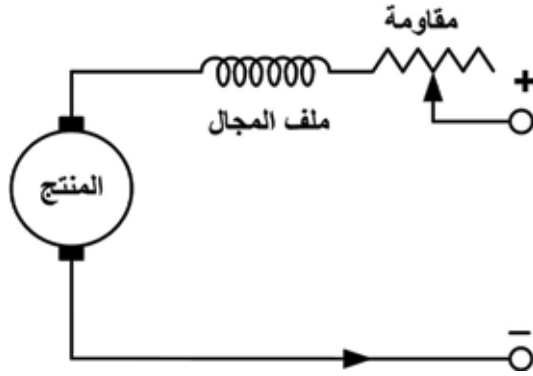 مقاومة
+
ملف المجال
المنتج
−